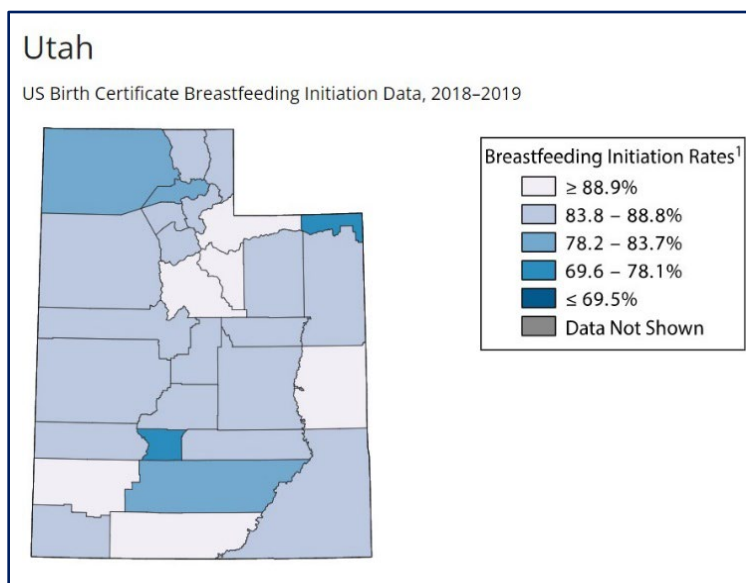 Utah
US Birth Certificate Breastfeeding Initiation Data, 2018–2019
Breastfeeding Initiation Rates¹
≥ 88.9%
83.8 – 88.8%
78.2 – 83.7%
69.6 – 78.1%
≤ 69.5%
Data Not Shown